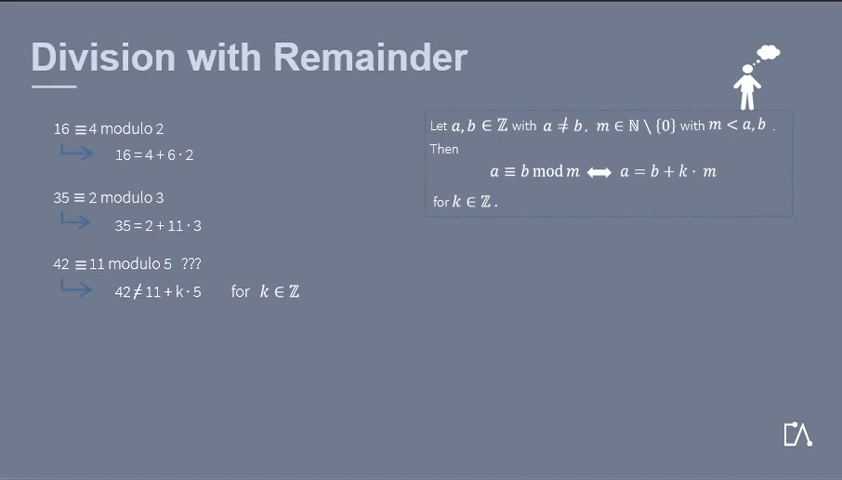 Division with Remainder
16 ≡ 4 modulo 2
16 = 4 + 6 · 2
35 ≡ 2 modulo 3
35 = 2 + 11 · 3
42 ≡ 11 modulo 5 ???
42 ≠ 11 + k · 5 for k ∈ ℤ
Let a, b ∈ ℤ with a ≠ b, m ∈ ℕ \ {0} with m < a, b .
Then
a ≡ b mod m ⟺ a = b + k · m
for k ∈ ℤ .